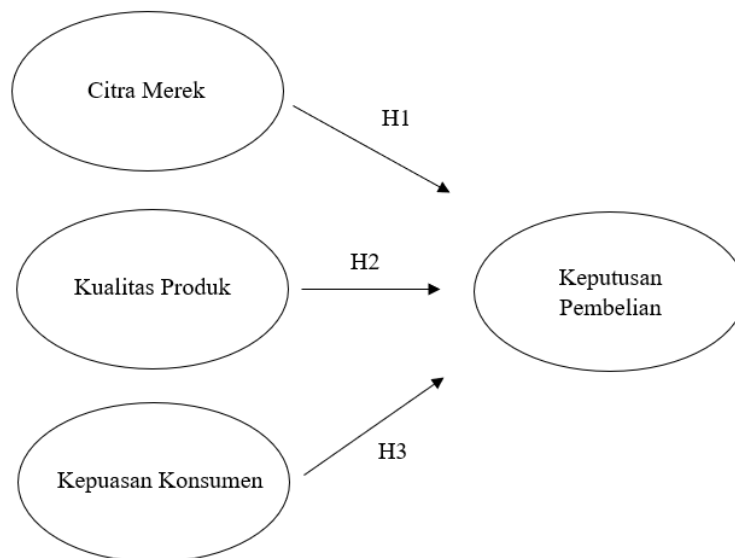 Citra Merek
H1
Kualitas Produk
H2
Keputusan
Pembelian
Kepuasan Konsumen
H3